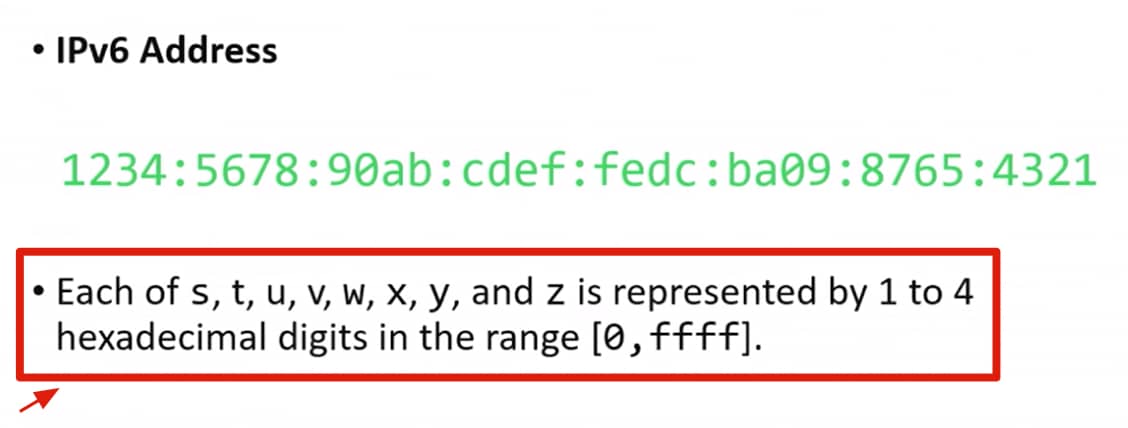 • IPv6 Address
1234:5678:90ab:cdef:fedc:ba09:8765:4321
• Each of s, t, u, v, w, x, y, and z is represented by 1 to 4
hexadecimal digits in the range [0,ffff].